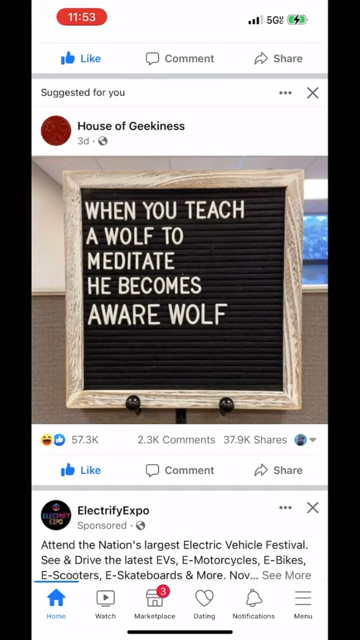 11:53
5G
Like Comment Share
Suggested for you
House of Geekiness
3d ·
WHEN YOU TEACH
A WOLF TO
MEDITATE
HE BECOMES
AWARE WOLF
57.3K 2.3K Comments 37.9K Shares
Like Comment Share
ELECTRIFY
EXPO
ElectrifyExpo
Sponsored ·
Attend the Nation's largest Electric Vehicle Festival.
See & Drive the latest EVs, E-Motorcycles, E-Bikes,
E-Scooters, E-Skateboards & More. Nov... See More
3
Home Watch Marketplace Dating Notifications Menu